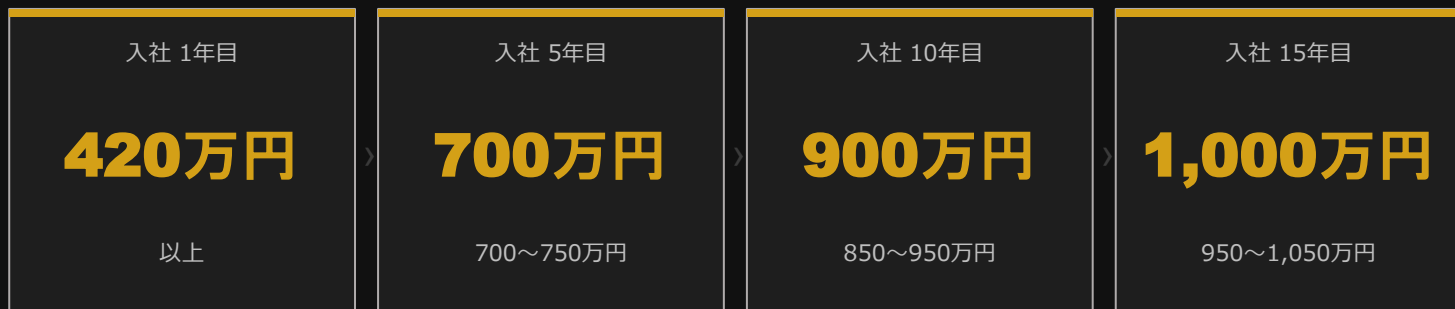 入社 1年目
420万円
以上
›
入社 5年目
700万円
700～750万円
›
入社 10年目
900万円
850～950万円
›
入社 15年目
1,000万円
950～1,050万円